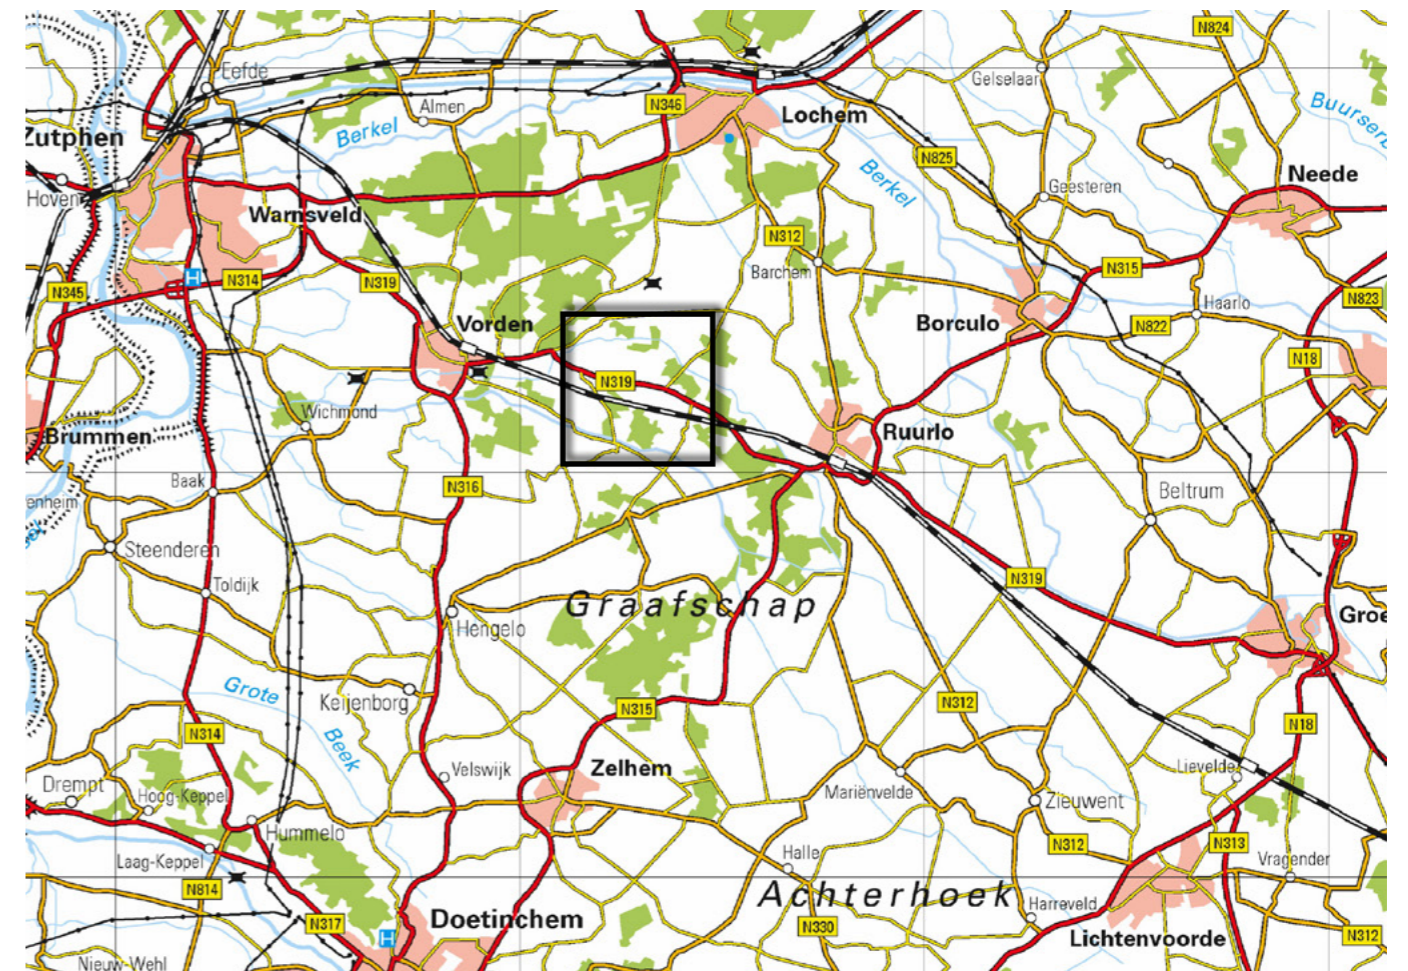 N824
Eefde
Gelselaar
Almen
N346
Lochem
Buurserb
Berkel
Zutphen
N825
Berkel
Neede
Hoven
Geesteren
Warnsveld
N312
Barchem
N315
H
N314
N319
N345
N823
Haarlo
Vorden
Borculo
N822
N18
N319
Wichmond
Ruurlo
Brummen
Baak
N316
Beltrum
enheim
Steenderen
Toldijk
N319
Graafschap
Groe
Hengelo
Grote
Keijenborg
N315
N312
N314
Beek
N18
Velswijk
Zelhem
Lievelde
Drempt
Hoog-Keppel
Mariënvelde
Zieuwent
Hummelo
Laag-Keppel
Halle
N312
N313
Vragender
N814
Achterhoek
Harreveld
N317
Doetinchem
N330
H
Lichtenvoorde
N312
Nieuw-Wehl